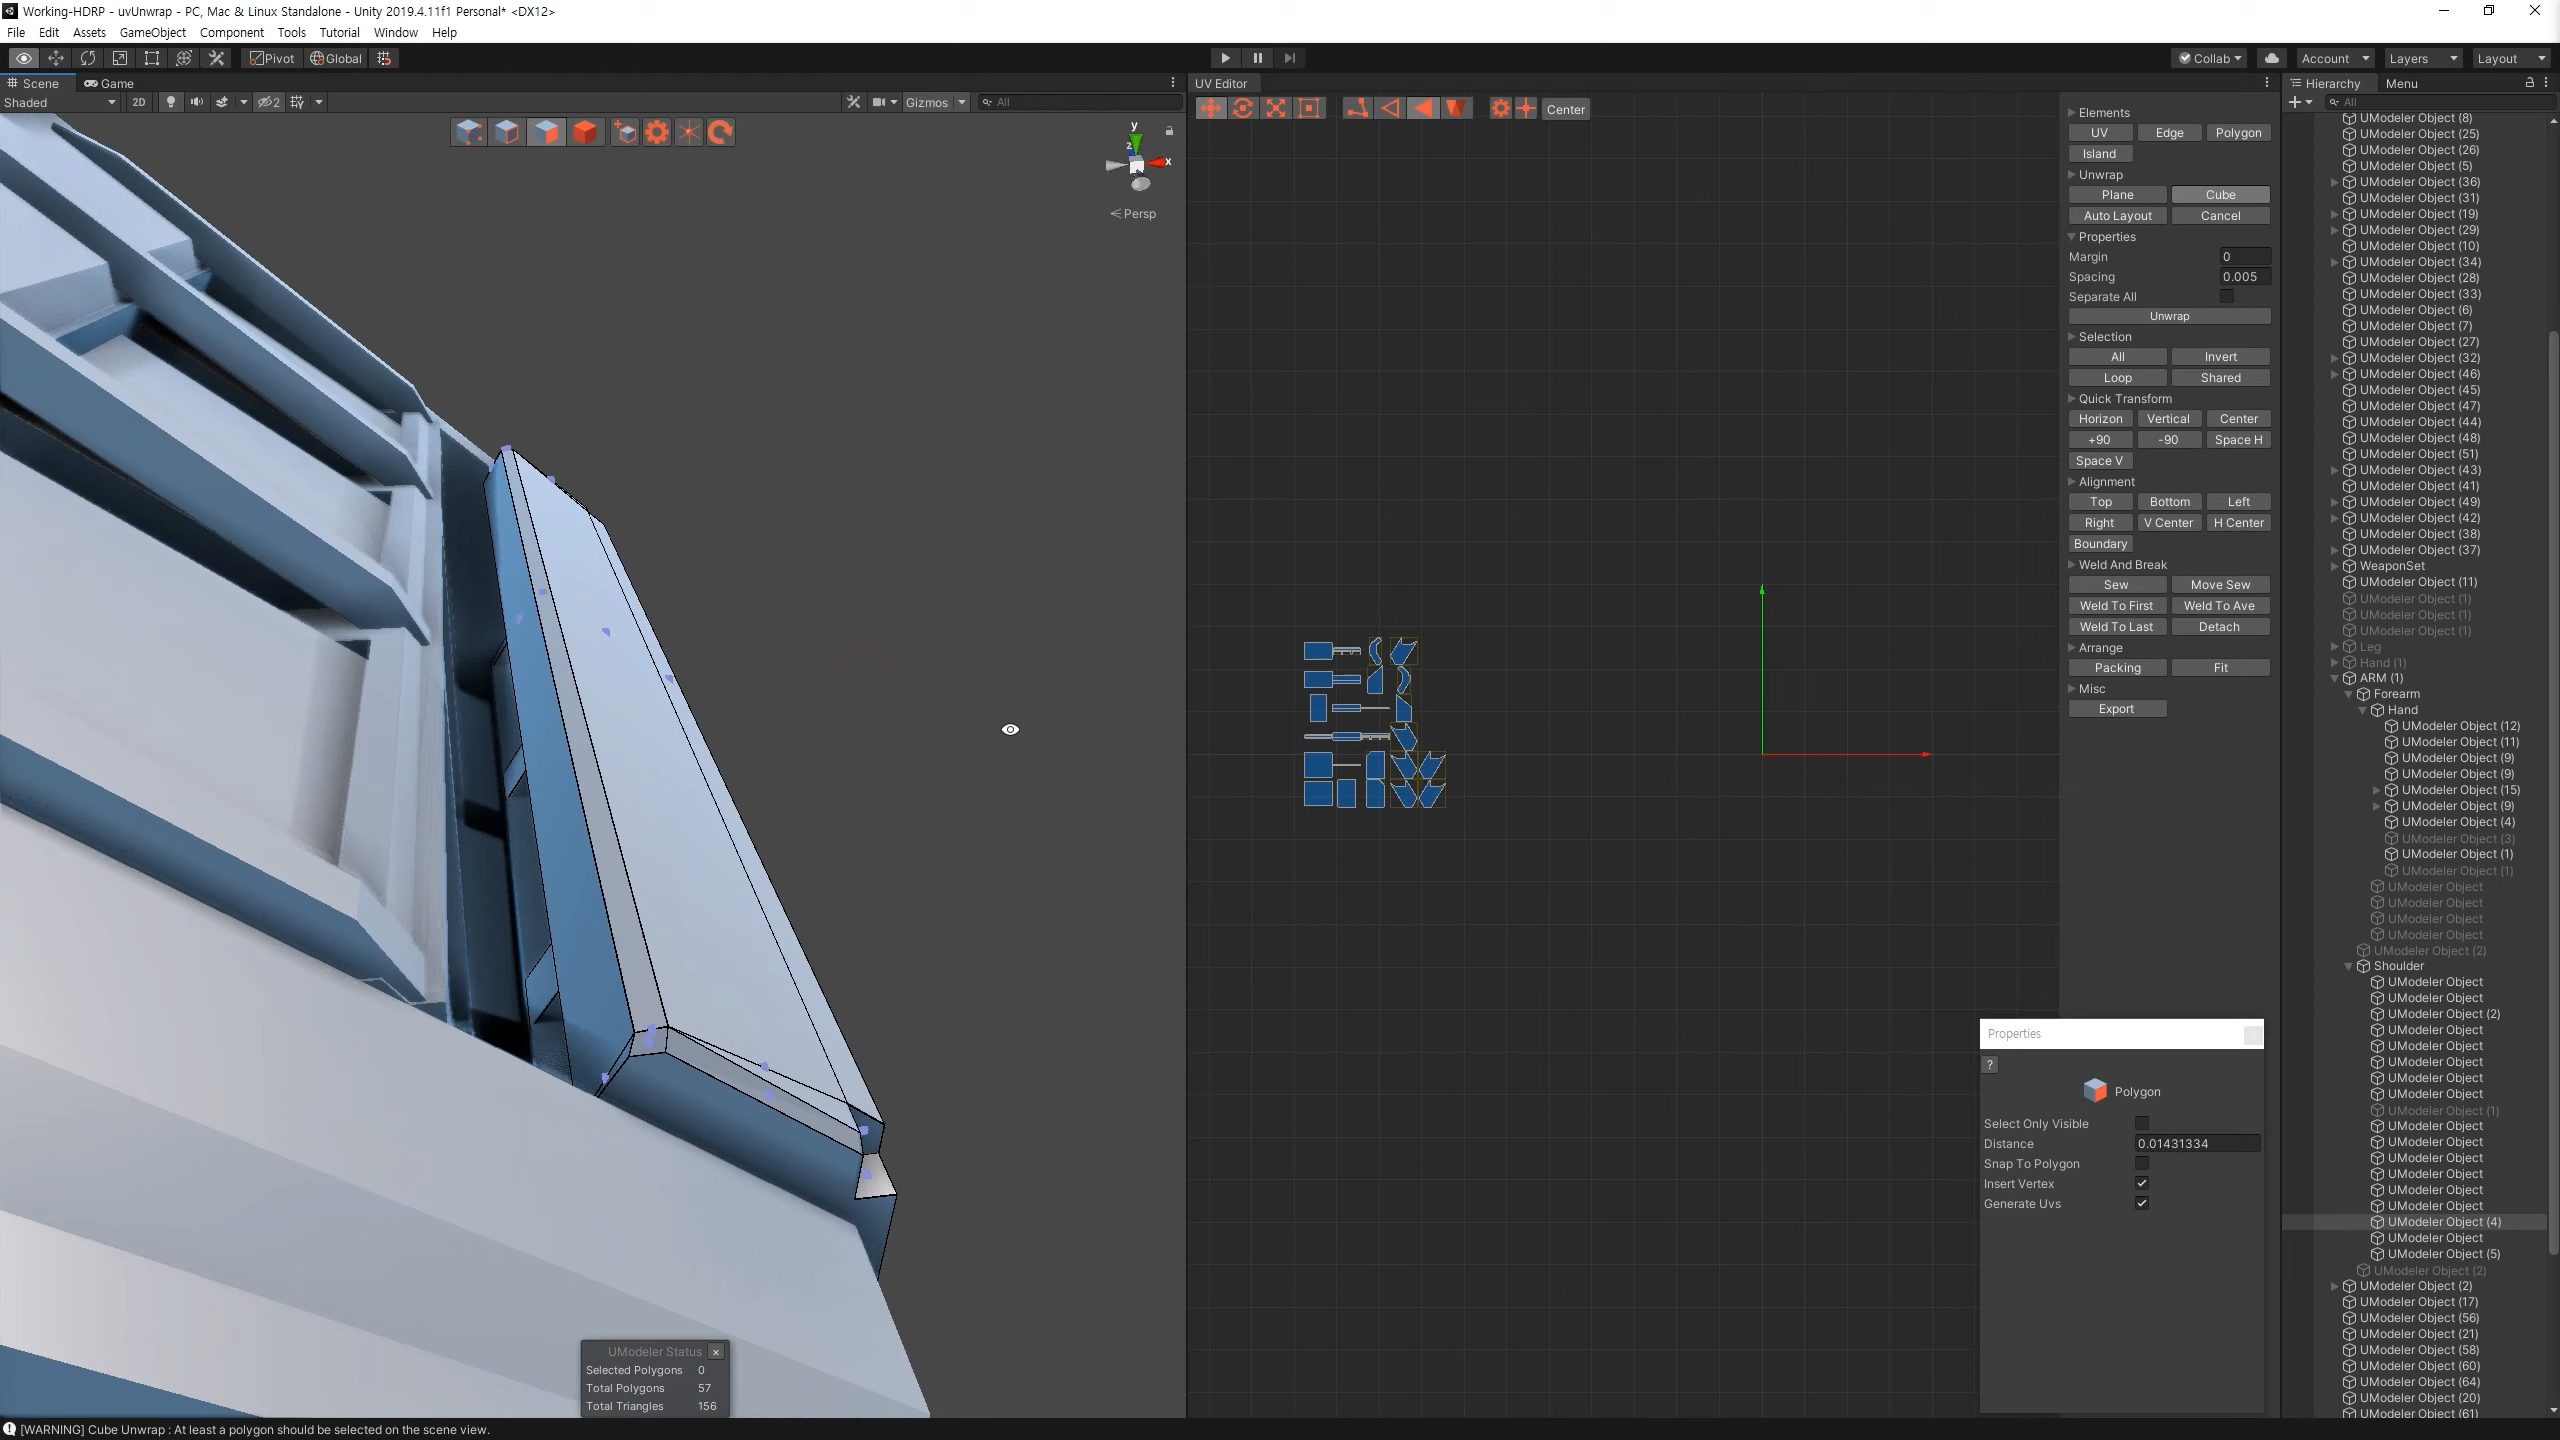 Working-HDRP - uvUnwrap - PC, Mac & Linux Standalone - Unity 2019.4.11f1 Personal* <DX12>
File Edit Assets GameObject Component Tools Tutorial Window Help
Pivot Global Collab Account Layers Layout
Scene Game UV Editor Hierarchy Menu
Shaded 2D 2 Gizmos All All
Center
y
z
x
Persp
Elements
UV Edge Polygon
Island
Unwrap
Plane Cube
Auto Layout Cancel
Properties
Margin 0
Spacing 0.005
Separate All
Unwrap
Selection
All Invert
Loop Shared
Quick Transform
Horizon Vertical Center
+90 -90 Space H
Space V
Alignment
Top Bottom Left
Right V Center H Center
Boundary
Weld And Break
Sew Move Sew
Weld To First Weld To Ave
Weld To Last Detach
Arrange
Packing Fit
Misc
Export
UModeler Object (8)
UModeler Object (25)
UModeler Object (26)
UModeler Object (5)
UModeler Object (36)
UModeler Object (31)
UModeler Object (19)
UModeler Object (29)
UModeler Object (10)
UModeler Object (34)
UModeler Object (28)
UModeler Object (33)
UModeler Object (6)
UModeler Object (7)
UModeler Object (27)
UModeler Object (32)
UModeler Object (46)
UModeler Object (45)
UModeler Object (47)
UModeler Object (44)
UModeler Object (48)
UModeler Object (51)
UModeler Object (43)
UModeler Object (41)
UModeler Object (49)
UModeler Object (42)
UModeler Object (38)
UModeler Object (37)
WeaponSet
UModeler Object (11)
UModeler Object (1)
UModeler Object (1)
UModeler Object (1)
Leg
Hand (1)
ARM (1)
Forearm
Hand
UModeler Object (12)
UModeler Object (11)
UModeler Object (9)
UModeler Object (9)
UModeler Object (15)
UModeler Object (9)
UModeler Object (4)
UModeler Object (3)
UModeler Object (1)
UModeler Object (1)
UModeler Object
UModeler Object
UModeler Object
UModeler Object
UModeler Object (2)
Shoulder
UModeler Object
UModeler Object
UModeler Object (2)
UModeler Object
UModeler Object
UModeler Object
UModeler Object
UModeler Object
UModeler Object (1)
UModeler Object
UModeler Object
UModeler Object
UModeler Object
UModeler Object
UModeler Object
UModeler Object (4)
UModeler Object
UModeler Object (5)
UModeler Object (2)
UModeler Object (2)
UModeler Object (17)
UModeler Object (56)
UModeler Object (21)
UModeler Object (58)
UModeler Object (60)
UModeler Object (64)
UModeler Object (20)
UModeler Object (61)
Properties
?
Polygon
Select Only Visible
Distance 0.01431334
Snap To Polygon
Insert Vertex
Generate Uvs
UModeler Status x
Selected Polygons 0
Total Polygons 57
Total Triangles 156
[WARNING] Cube Unwrap : At least a polygon should be selected on the scene view.